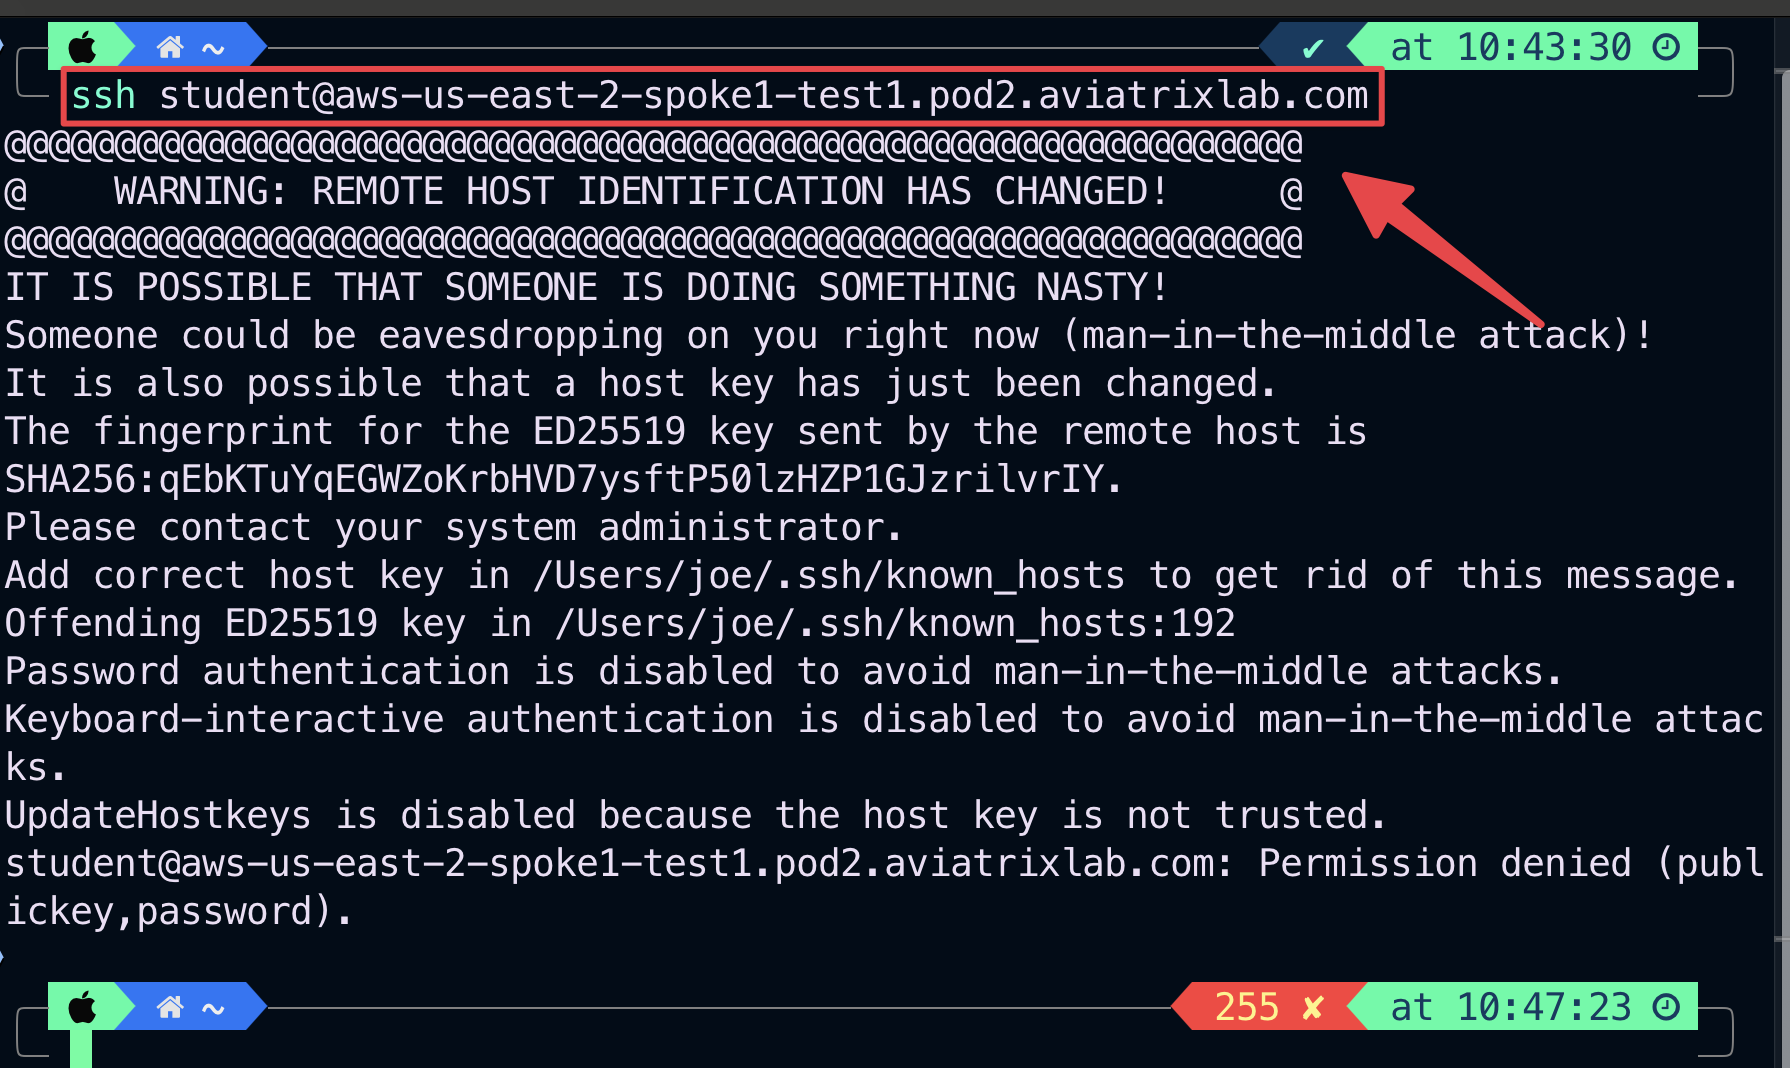 ~ ✔ at 10:43:30
ssh student@aws-us-east-2-spoke1-test1.pod2.aviatrixlab.com
@@@@@@@@@@@@@@@@@@@@@@@@@@@@@@@@@@@@@@@@@@@@@@@@@@@@@@@@@@@
@    WARNING: REMOTE HOST IDENTIFICATION HAS CHANGED!     @
@@@@@@@@@@@@@@@@@@@@@@@@@@@@@@@@@@@@@@@@@@@@@@@@@@@@@@@@@@@
IT IS POSSIBLE THAT SOMEONE IS DOING SOMETHING NASTY!
Someone could be eavesdropping on you right now (man-in-the-middle attack)!
It is also possible that a host key has just been changed.
The fingerprint for the ED25519 key sent by the remote host is
SHA256:qEbKTuYqEGWZoKrbHVD7ysftP50lzHZP1GJzrilvrIY.
Please contact your system administrator.
Add correct host key in /Users/joe/.ssh/known_hosts to get rid of this message.
Offending ED25519 key in /Users/joe/.ssh/known_hosts:192
Password authentication is disabled to avoid man-in-the-middle attacks.
Keyboard-interactive authentication is disabled to avoid man-in-the-middle attac
ks.
UpdateHostkeys is disabled because the host key is not trusted.
student@aws-us-east-2-spoke1-test1.pod2.aviatrixlab.com: Permission denied (publ
ickey,password).
~ 255 ✘ at 10:47:23